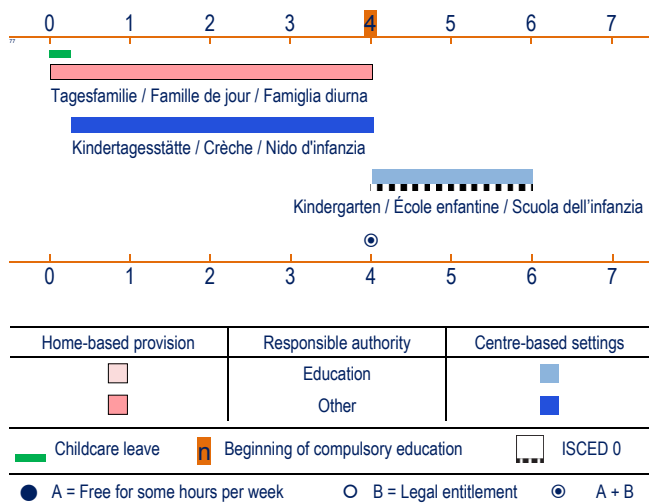 0 1 2 3 4 5 6 7
77
Tagesfamilie / Famille de jour / Famiglia diurna
Kindertagesstätte / Crèche / Nido d'infanzia
Kindergarten / École enfantine / Scuola dell'infanzia
0 1 2 3 4 5 6 7
Home-based provision Responsible authority Centre-based settings
Education
Other
Childcare leave n Beginning of compulsory education ISCED 0
A = Free for some hours per week B = Legal entitlement A + B